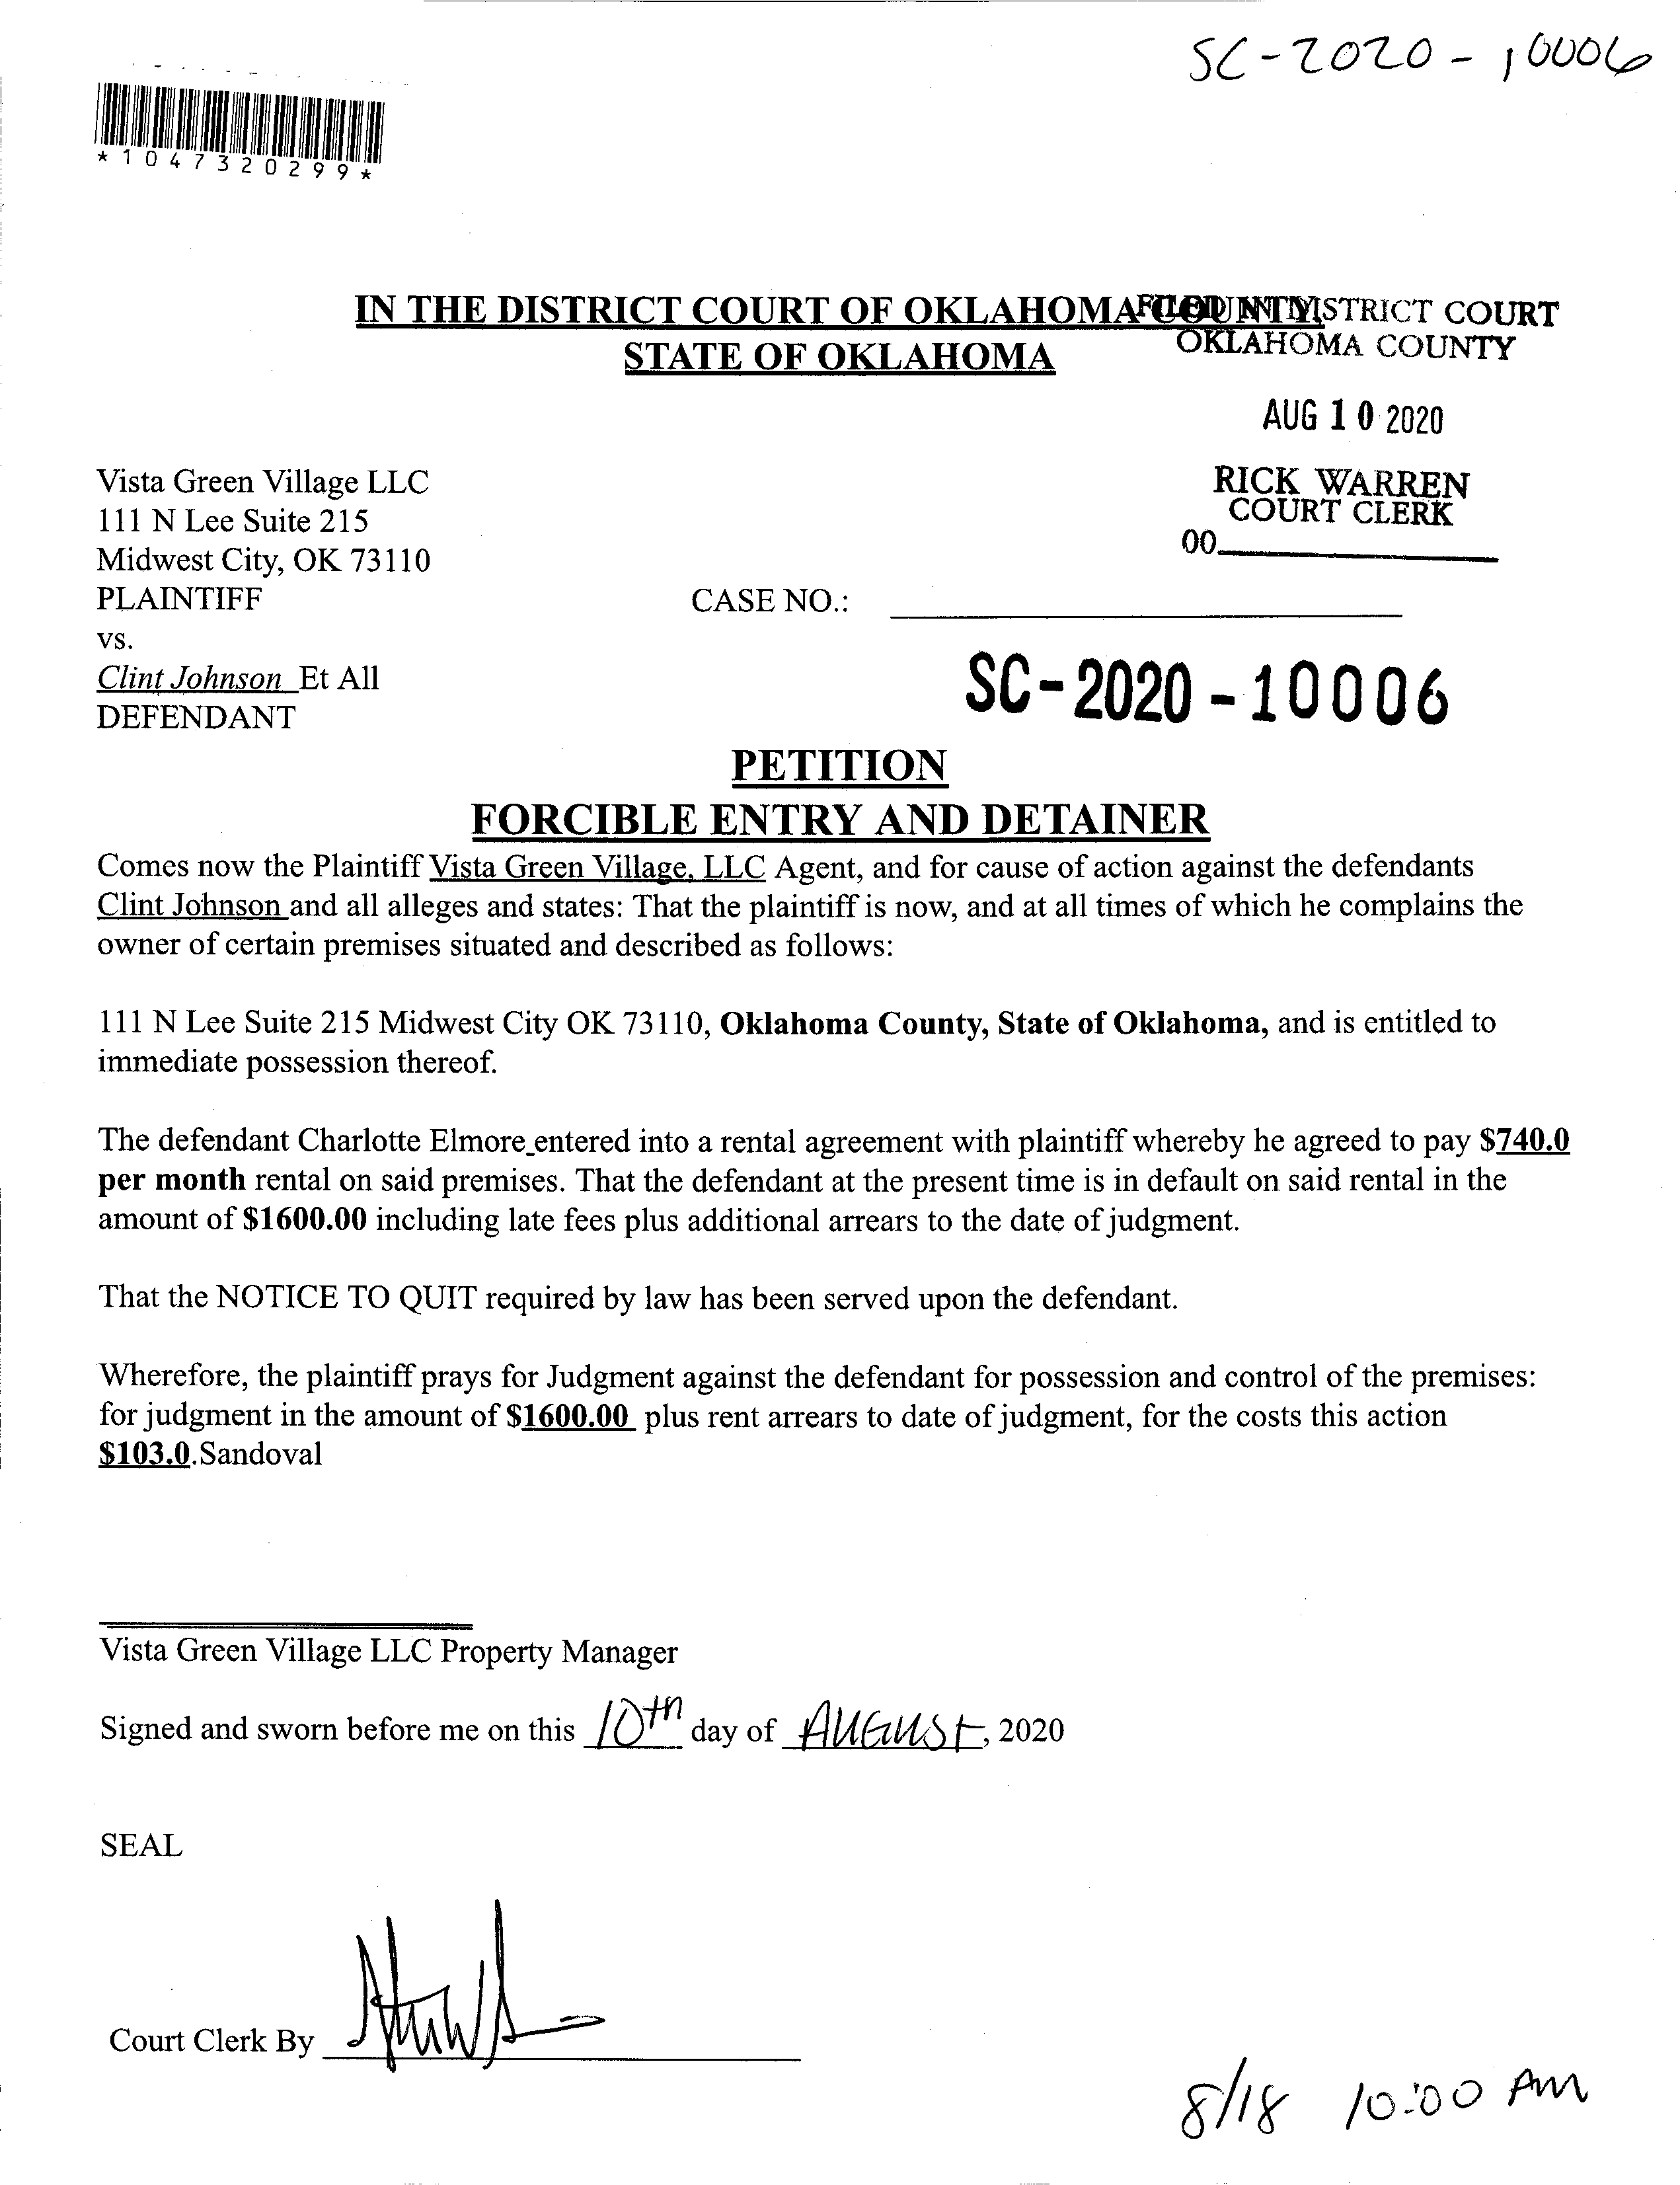 SC-2020-10006
*1047320299*
IN THE DISTRICT COURT OF OKLAHOMA COUNTY,
STATE OF OKLAHOMA
FILED IN DISTRICT COURT
OKLAHOMA COUNTY
AUG 10 2020
RICK WARREN
COURT CLERK
00
Vista Green Village LLC
111 N Lee Suite 215
Midwest City, OK 73110
PLAINTIFF
CASE NO.:
vs.
Clint Johnson Et All
DEFENDANT
SC-2020-10006
PETITION
FORCIBLE ENTRY AND DETAINER
Comes now the Plaintiff Vista Green Village, LLC Agent, and for cause of action against the defendants
Clint Johnson and all alleges and states: That the plaintiff is now, and at all times of which he complains the
owner of certain premises situated and described as follows:
111 N Lee Suite 215 Midwest City OK 73110, Oklahoma County, State of Oklahoma, and is entitled to
immediate possession thereof.
The defendant Charlotte Elmore entered into a rental agreement with plaintiff whereby he agreed to pay $740.0
per month rental on said premises. That the defendant at the present time is in default on said rental in the
amount of $1600.00 including late fees plus additional arrears to the date of judgment.
That the NOTICE TO QUIT required by law has been served upon the defendant.
Wherefore, the plaintiff prays for Judgment against the defendant for possession and control of the premises:
for judgment in the amount of $1600.00 plus rent arrears to date of judgment, for the costs this action
$103.0.Sandoval
Vista Green Village LLC Property Manager
Signed and sworn before me on this 10th day of AUGUST, 2020
SEAL
Court Clerk By
8/18 10:00 AM